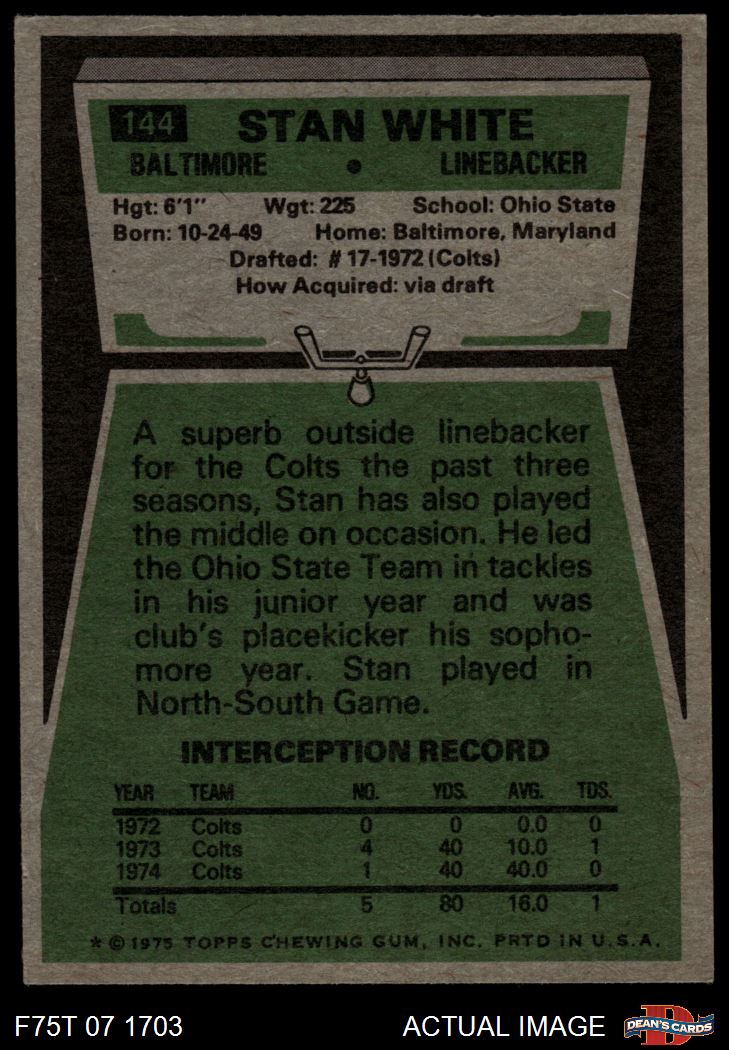 144 STAN WHITE
BALTIMORE • LINEBACKER
Hgt: 6'1" Wgt: 225 School: Ohio State
Born: 10-24-49 Home: Baltimore, Maryland
Drafted: # 17-1972 (Colts)
How Acquired: via draft
A superb outside linebacker
for the Colts the past three
seasons, Stan has also played
the middle on occasion. He led
the Ohio State Team in tackles
in his junior year and was
club's placekicker his sopho-
more year. Stan played in
North-South Game.
INTERCEPTION RECORD
YEAR TEAM NO. YDS. AVG. TDS.
1972 Colts 0 0 0.0 0
1973 Colts 4 40 10.0 1
1974 Colts 1 40 40.0 0
Totals 5 80 16.0 1
* © 1975 TOPPS CHEWING GUM, INC. PRTD IN U.S.A.
F75T 07 1703 ACTUAL IMAGE DEAN'S CARDS